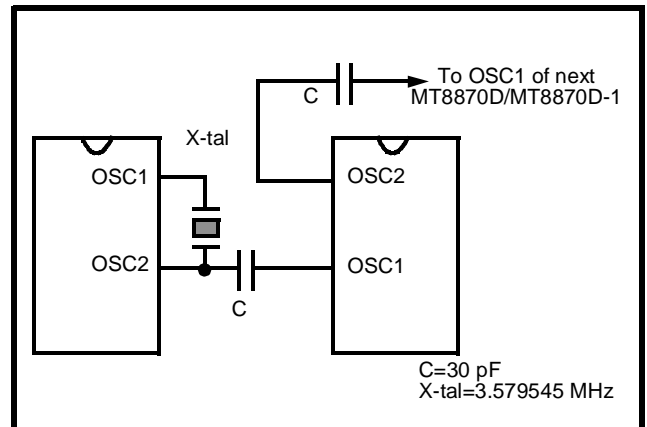 To OSC1 of next
MT8870D/MT8870D-1
C
X-tal
OSC1
OSC2
OSC2
OSC1
C
C=30 pF
X-tal=3.579545 MHz